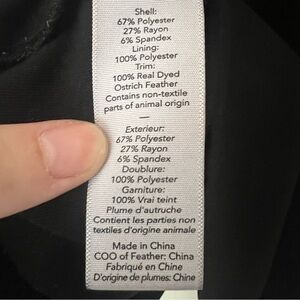 Shell:
67% Polyester
27% Rayon
6% Spandex
Lining:
100% Polyester
Trim:
100% Real Dyed
Ostrich Feather
Contains non-textile
parts of animal origin
—
Exterieur:
67% Polyester
27% Rayon
6% Spandex
Doublure:
100% Polyester
Garniture:
100% Vrai teint
Plume d'autruche
Contient les parties non
textiles d'origine animale
Made in China
COO of Feather: China
Fabriqué en Chine
D'origine de plumes: Chine